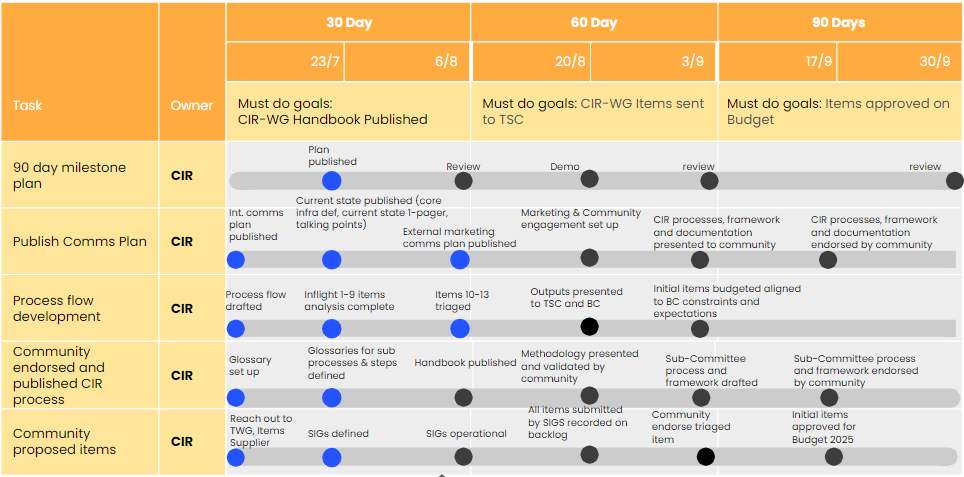 30 Day
60 Day
90 Days
23/7
6/8
20/8
3/9
17/9
30/9
Task
Owner
Must do goals:
CIR-WG Handbook Published
Must do goals: CIR-WG Items sent
to TSC
Must do goals: Items approved on
Budget
90 day milestone
plan
CIR
Plan
published
Review
Demo
review
review
Publish Comms Plan
CIR
Int. comms
plan
published
Current state published (core
infra def, current state 1-pager,
talking points)
External marketing
comms plan published
Marketing & Community
engagement set up
CIR processes, framework
and documentation
presented to community
CIR processes, framework
and documentation
endorsed by community
Process flow
development
CIR
Process flow
drafted
Inflight 1-9 items
analysis complete
Items 10-13
triaged
Outputs presented
to TSC and BC
Initial items budgeted aligned
to BC constraints and
expectations
Community
endorsed and
published CIR
process
CIR
Glossary
set up
Glossaries for sub
processes & steps
defined
Handbook published
Methodology presented
and validated by
community
Sub-Committee
process and
framework drafted
Sub-Committee process
and framework endorsed
by community
Community
proposed items
CIR
Reach out to
TWG, Items
Supplier
SIGs defined
SIGs operational
All items submitted
by SIGS recorded on
backlog
Community
endorse triaged
item
Initial items
approved for
Budget 2025